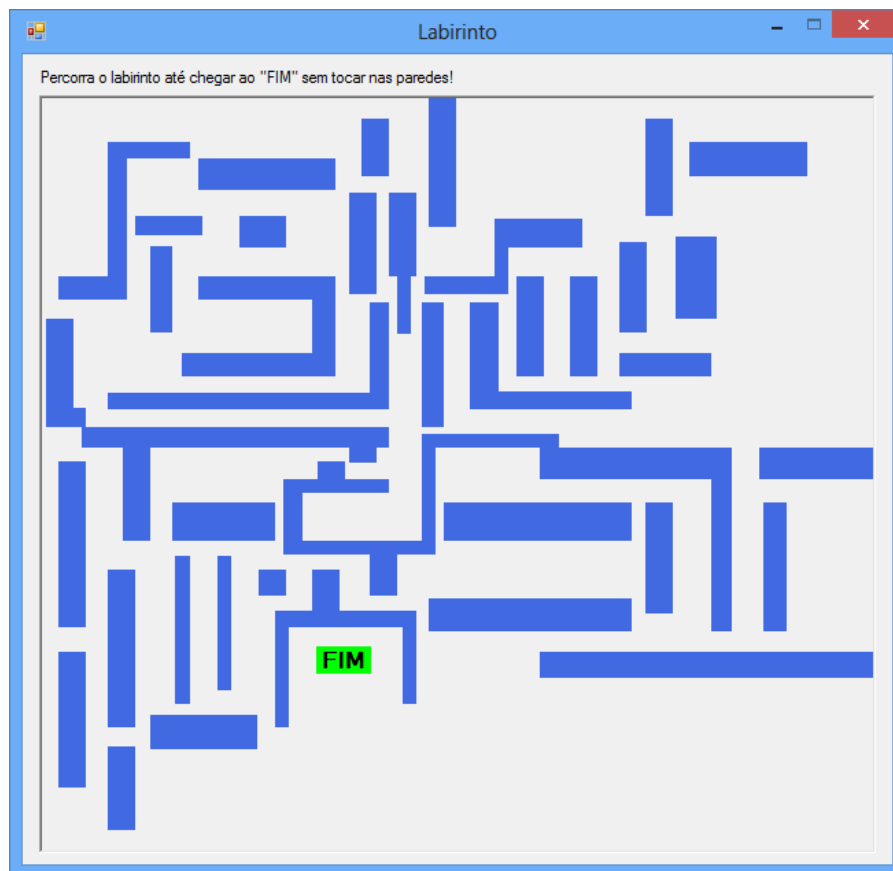 Labirinto
Percorra o labirinto até chegar ao "FIM" sem tocar nas paredes!
FIM